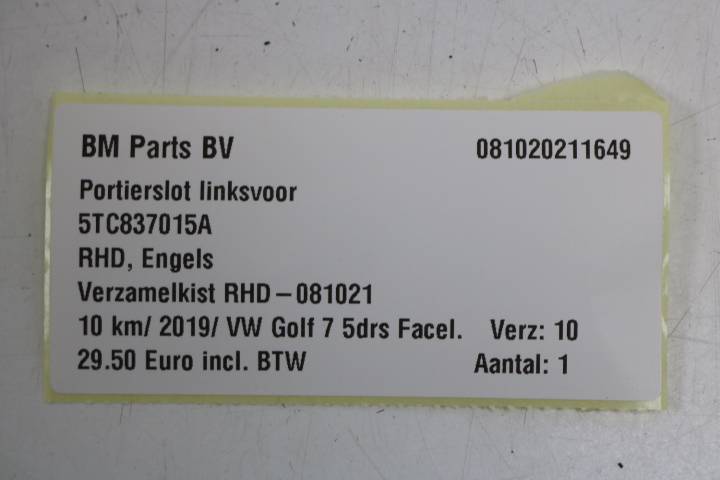 BM Parts BV 081020211649
Portierslot linksvoor
5TC837015A
RHD, Engels
Verzamelkist RHD-081021
10 km/ 2019/ VW Golf 7 5drs Facel. Verz: 10
29.50 Euro incl. BTW Aantal: 1